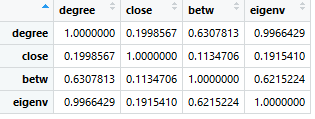 degree close betw eigenv
degree 1.0000000 0.1998567 0.6307813 0.9966429
close 0.1998567 1.0000000 0.1134706 0.1915410
betw 0.6307813 0.1134706 1.0000000 0.6215224
eigenv 0.9966429 0.1915410 0.6215224 1.0000000